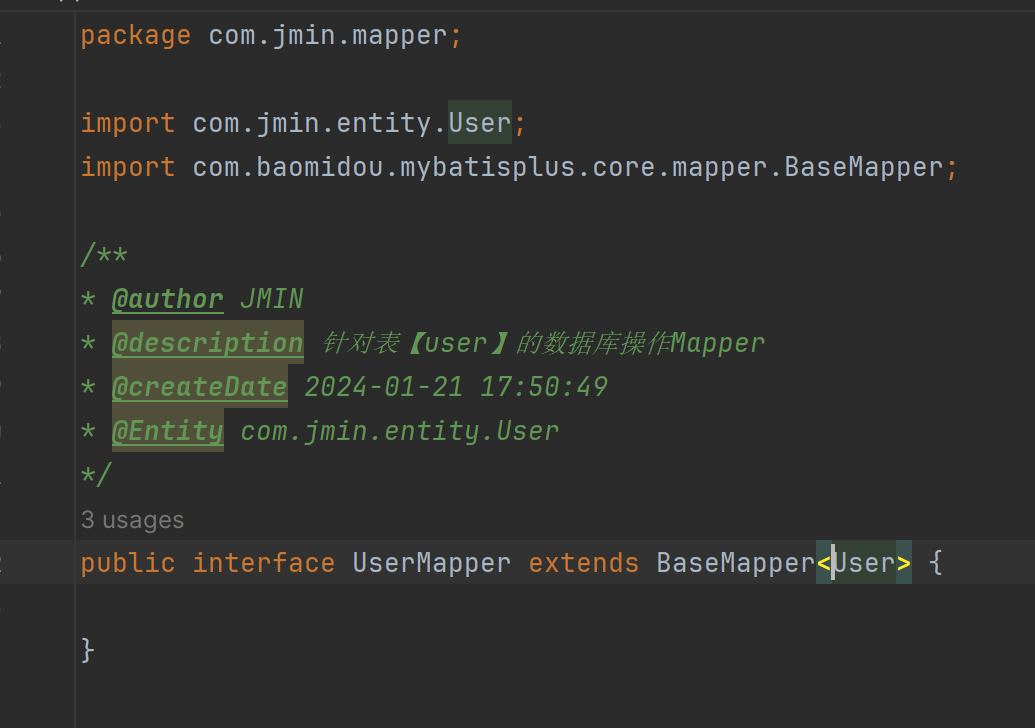 package com.jmin.mapper;
import com.jmin.entity.User;
import com.baomidou.mybatisplus.core.mapper.BaseMapper;
/**
* @author JMIN
* @description 针对表【user】的数据库操作Mapper
* @createDate 2024-01-21 17:50:49
* @Entity com.jmin.entity.User
*/
3 usages
public interface UserMapper extends BaseMapper<User> {
}